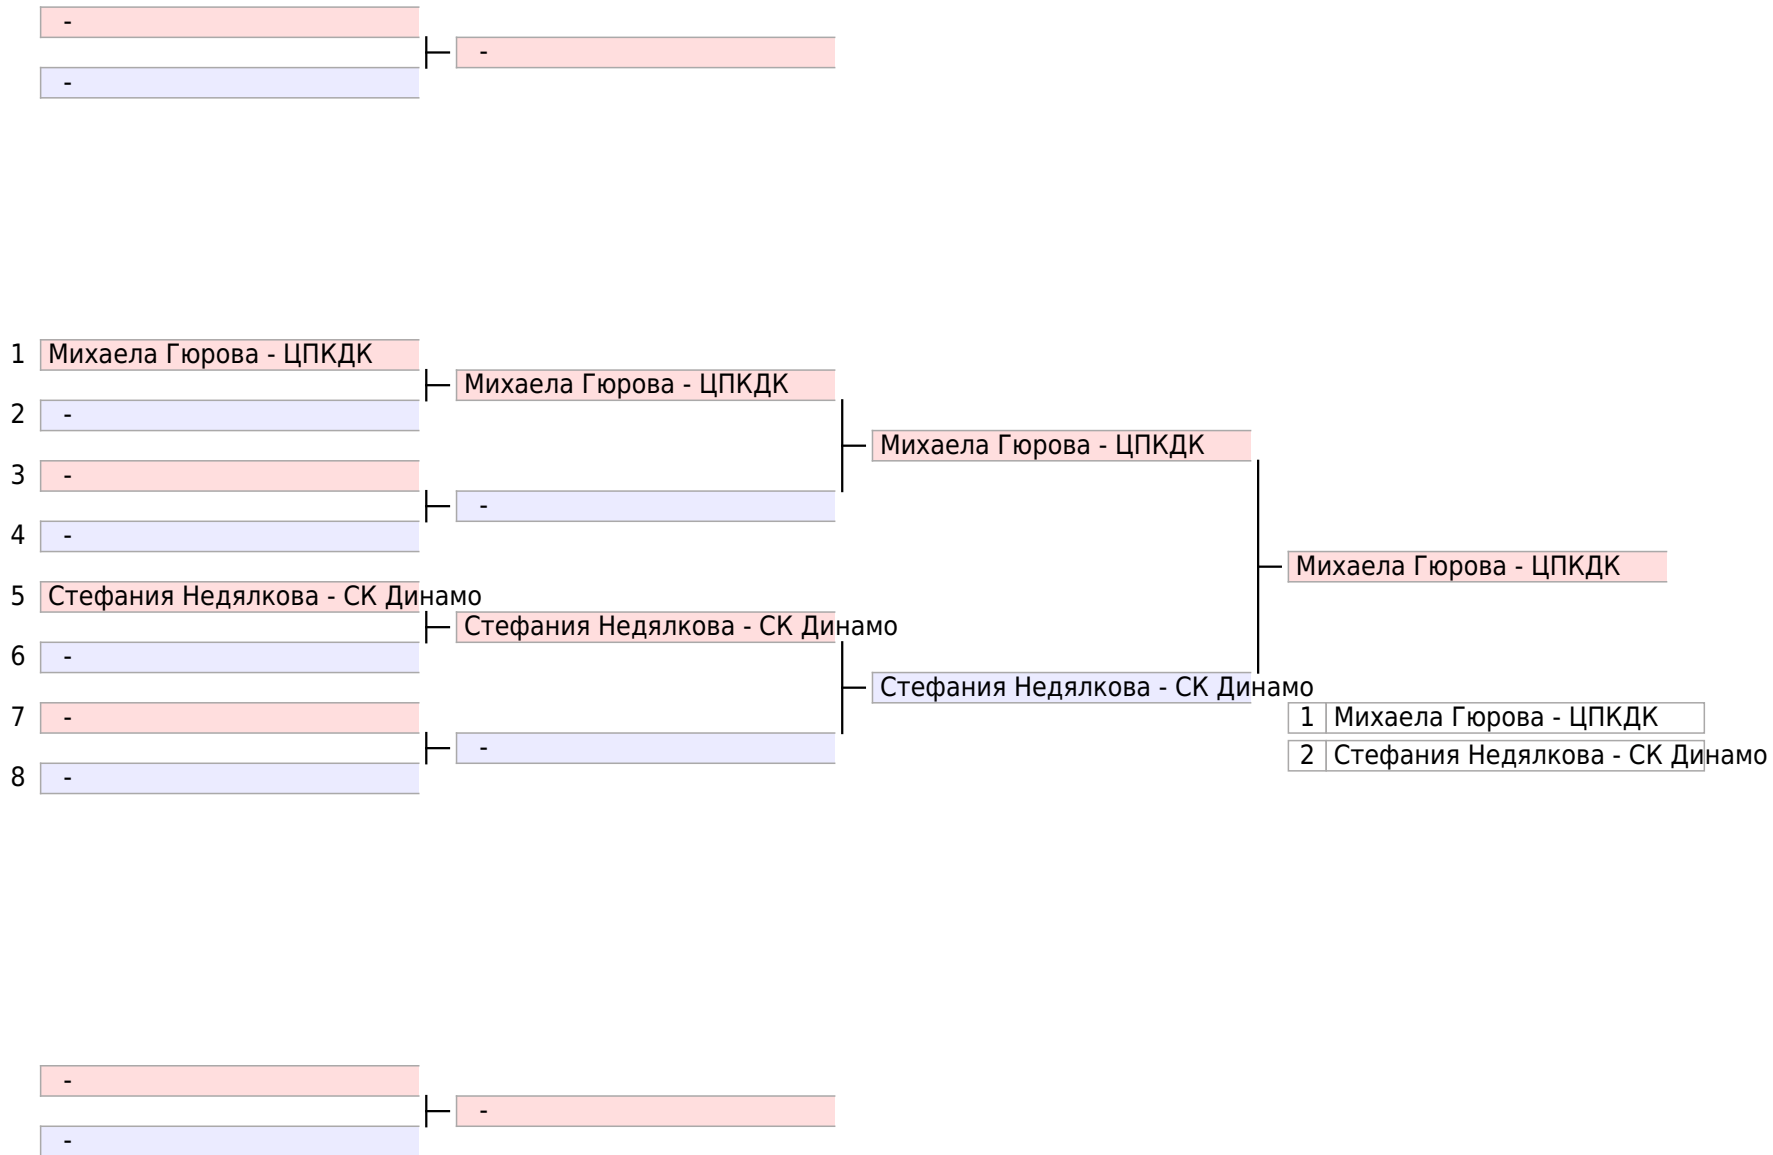 -
-
-
1 Михаела Гюрова - ЦПКДК
Михаела Гюрова - ЦПКДК
2 -
Михаела Гюрова - ЦПКДК
3 -
-
4 -
Михаела Гюрова - ЦПКДК
5 Стефания Недялкова - СК Динамо
Стефания Недялкова - СК Динамо
6 -
Стефания Недялкова - СК Динамо
7 -
1 Михаела Гюрова - ЦПКДК
-
2 Стефания Недялкова - СК Динамо
8 -
-
-
-